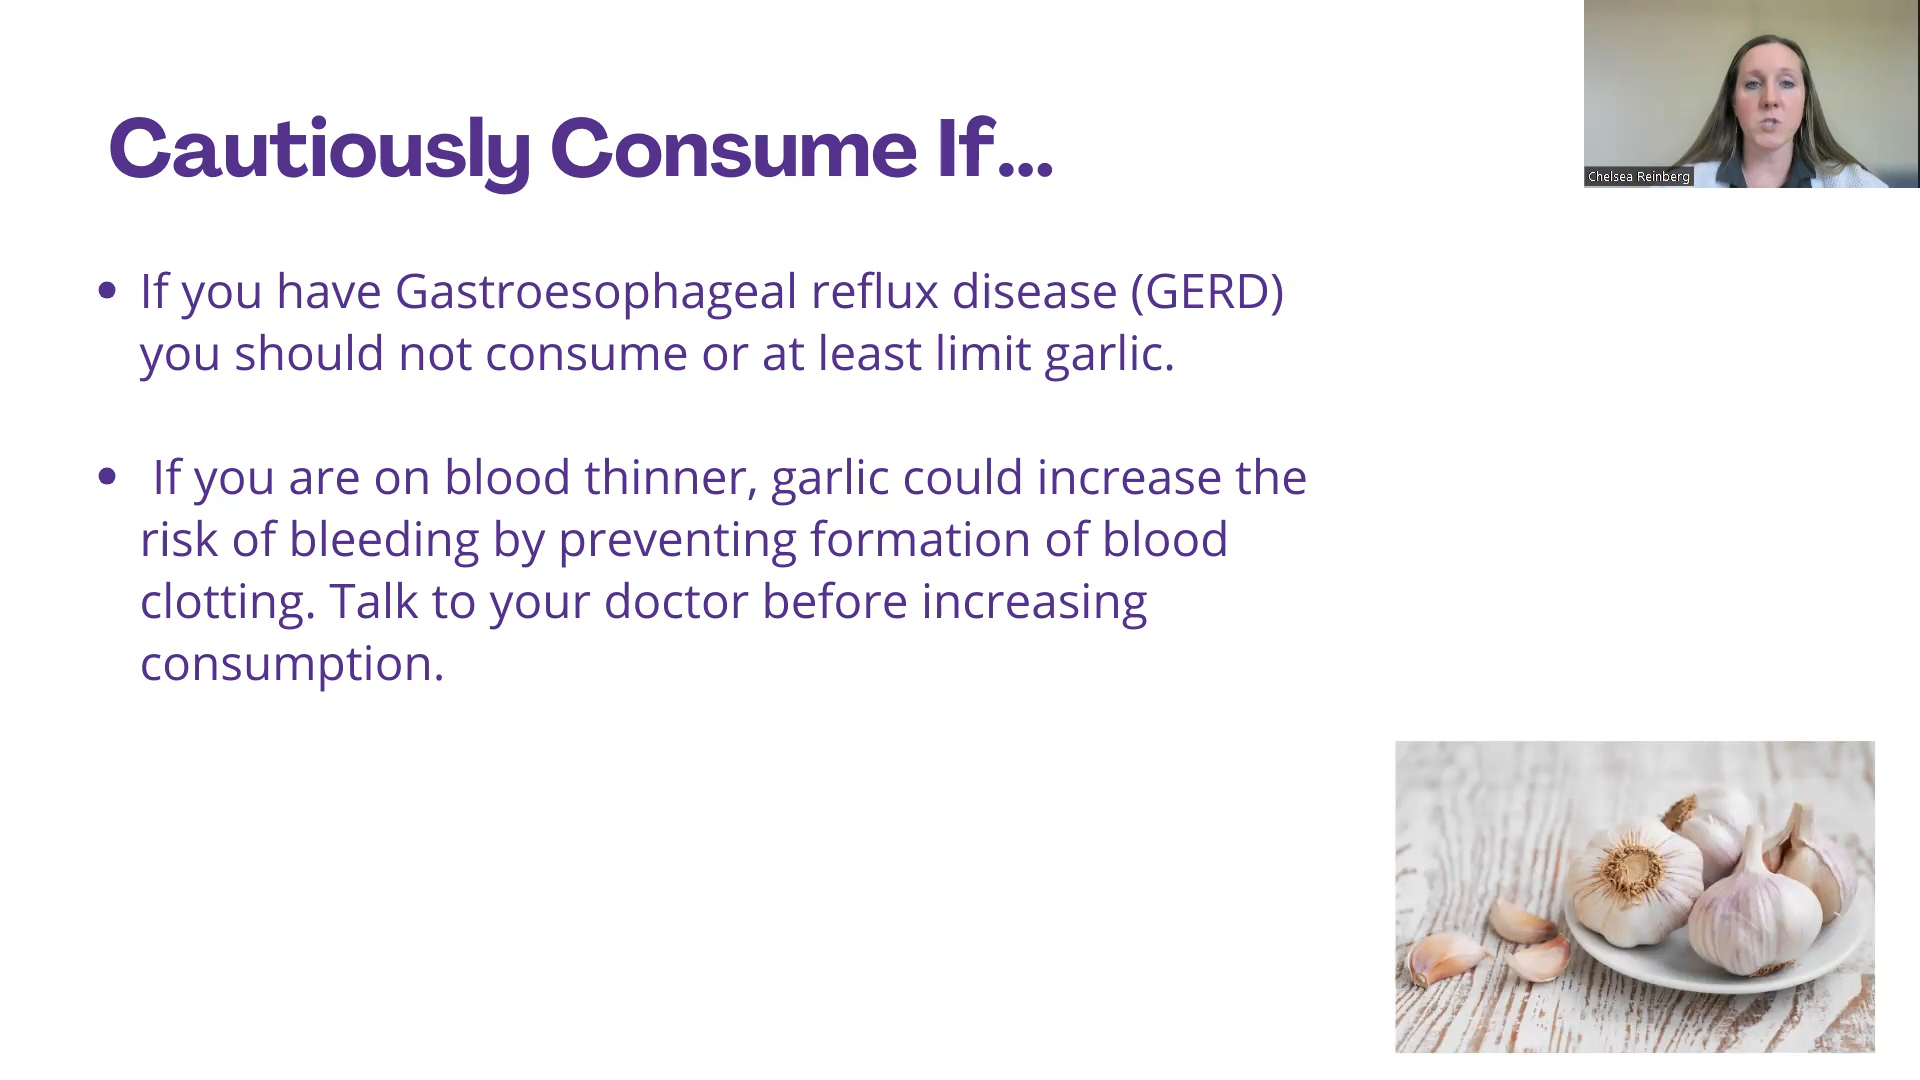 Cautiously Consume If...
Chelsea Reinberg
• If you have Gastroesophageal reflux disease (GERD)
you should not consume or at least limit garlic.
• If you are on blood thinner, garlic could increase the
risk of bleeding by preventing formation of blood
clotting. Talk to your doctor before increasing
consumption.